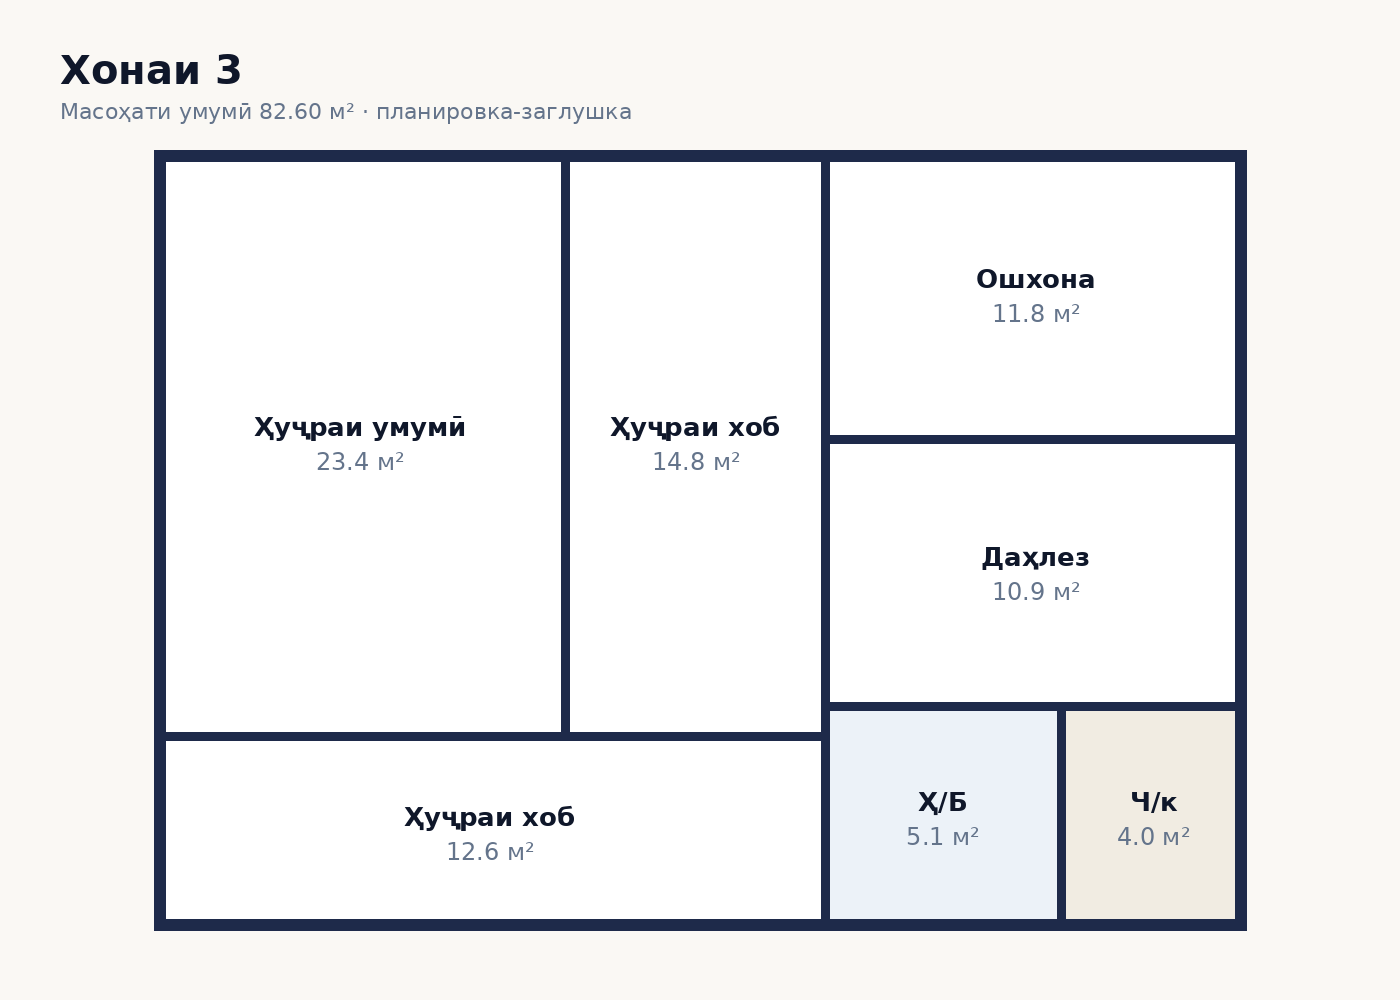 Хонаи 3
Масоҳати умумӣ 82.60 м² · планировка-заглушка
Ҳуҷраи умумӣ
23.4 м²
Ҳуҷраи хоб
14.8 м²
Ошхона
11.8 м²
Даҳлез
10.9 м²
Ҳуҷраи хоб
12.6 м²
Ҳ/Б
5.1 м²
Ч/к
4.0 м²